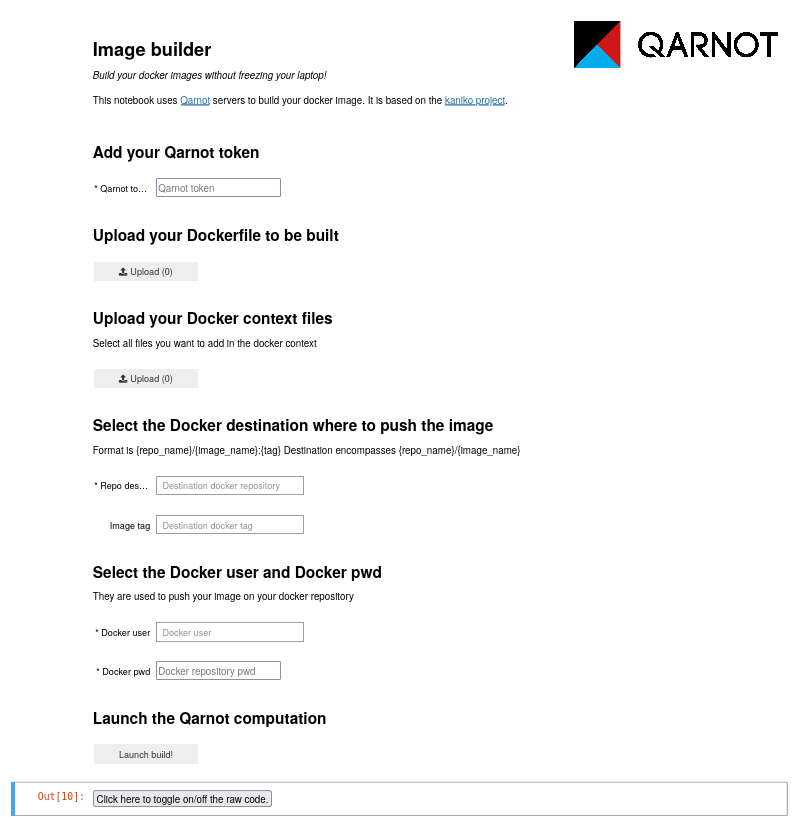 QARNOT
Image builder
Build your docker images without freezing your laptop!
This notebook uses Qarnot servers to build your docker image. It is based on the kaniko project.
Add your Qarnot token
* Qarnot to… Qarnot token
Upload your Dockerfile to be built
Upload (0)
Upload your Docker context files
Select all files you want to add in the docker context
Upload (0)
Select the Docker destination where to push the image
Format is {repo_name}/{image_name}:{tag} Destination encompasses {repo_name}/{image_name}
* Repo des… Destination docker repository
Image tag Destination docker tag
Select the Docker user and Docker pwd
They are used to push your image on your docker repository
* Docker user Docker user
* Docker pwd Docker repository pwd
Launch the Qarnot computation
Launch build!
Out[10]: Click here to toggle on/off the raw code.